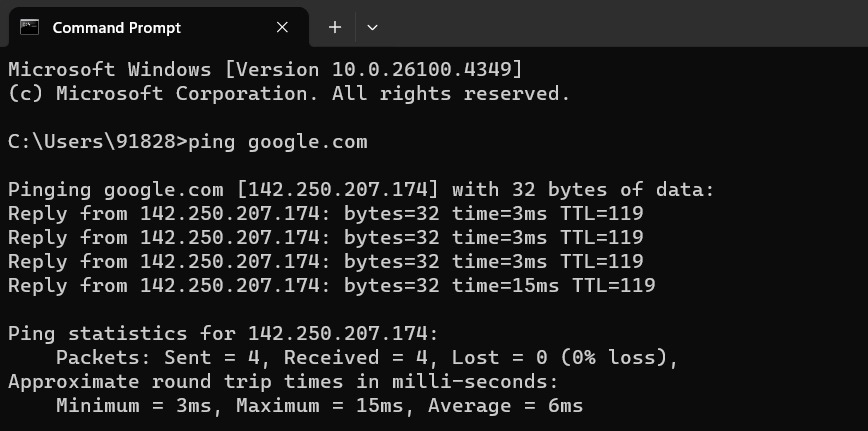 Command Prompt
Microsoft Windows [Version 10.0.26100.4349]
(c) Microsoft Corporation. All rights reserved.
C:\Users\91828>ping google.com
Pinging google.com [142.250.207.174] with 32 bytes of data:
Reply from 142.250.207.174: bytes=32 time=3ms TTL=119
Reply from 142.250.207.174: bytes=32 time=3ms TTL=119
Reply from 142.250.207.174: bytes=32 time=3ms TTL=119
Reply from 142.250.207.174: bytes=32 time=15ms TTL=119
Ping statistics for 142.250.207.174:
    Packets: Sent = 4, Received = 4, Lost = 0 (0% loss),
Approximate round trip times in milli-seconds:
    Minimum = 3ms, Maximum = 15ms, Average = 6ms